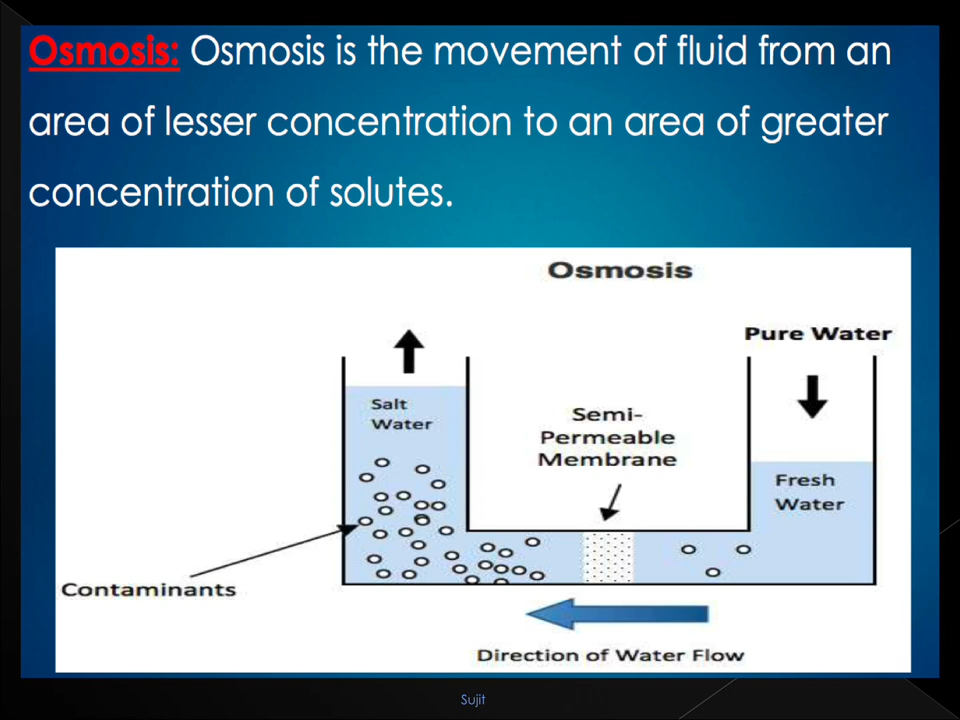 Osmosis: Osmosis is the movement of fluid from an
area of lesser concentration to an area of greater
concentration of solutes.
Osmosis
Pure Water
Salt
Water
Semi-
Permeable
Membrane
Fresh
Water
Contaminants
Direction of Water Flow
Sujit